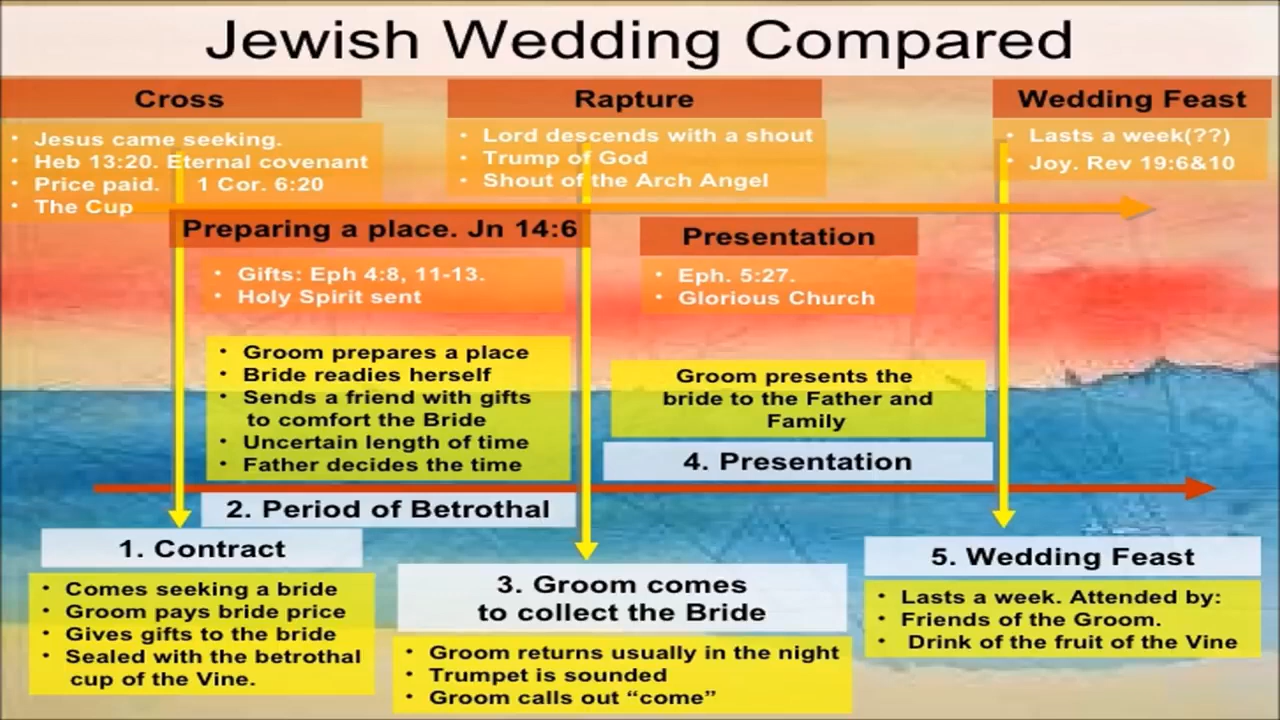 Jewish Wedding Compared
Cross
• Jesus came seeking.
• Heb 13:20. Eternal covenant
• Price paid. 1 Cor. 6:20
• The Cup
Rapture
• Lord descends with a shout
• Trump of God
• Shout of the Arch Angel
Wedding Feast
• Lasts a week(??)
• Joy. Rev 19:6&10
Preparing a place. Jn 14:6
• Gifts: Eph 4:8, 11-13.
• Holy Spirit sent
Presentation
• Eph. 5:27.
• Glorious Church
• Groom prepares a place
• Bride readies herself
• Sends a friend with gifts
to comfort the Bride
• Uncertain length of time
• Father decides the time
2. Period of Betrothal
Groom presents the
bride to the Father and
Family
4. Presentation
1. Contract
• Comes seeking a bride
• Groom pays bride price
• Gives gifts to the bride
• Sealed with the betrothal
cup of the Vine.
3. Groom comes
to collect the Bride
• Groom returns usually in the night
• Trumpet is sounded
• Groom calls out “come”
5. Wedding Feast
• Lasts a week. Attended by:
• Friends of the Groom.
• Drink of the fruit of the Vine